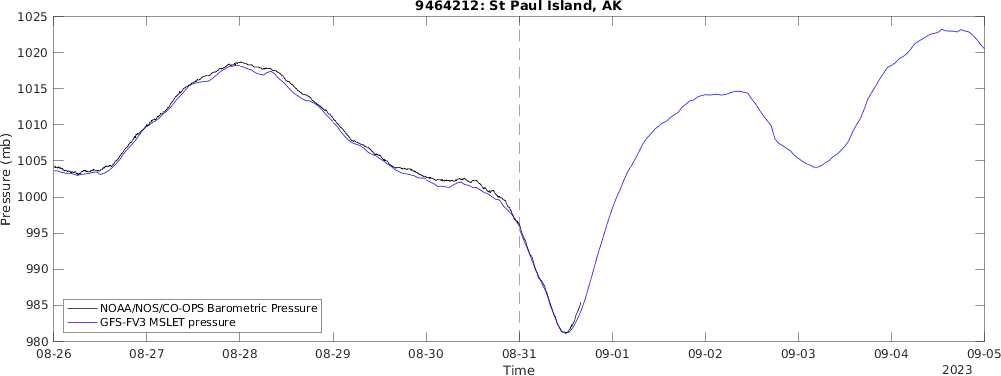 9464212: St Paul Island, AK
Pressure (mb)
1025
1020
1015
1010
1005
1000
995
990
985
980
NOAA/NOS/CO-OPS Barometric Pressure
GFS-FV3 MSLET pressure
08-26 08-27 08-28 08-29 08-30 08-31 09-01 09-02 09-03 09-04 09-05
Time
2023